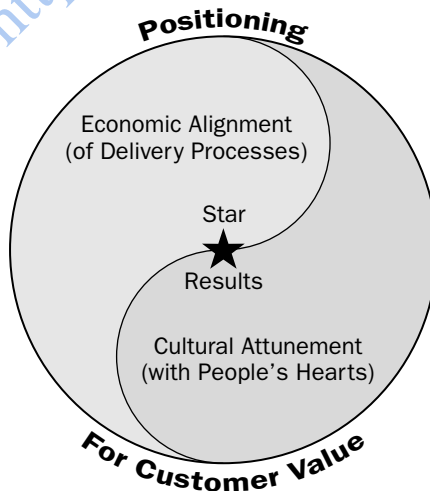 Positioning
Economic Alignment
(of Delivery Processes)
Star
Results
Cultural Attunement
(with People's Hearts)
For Customer Value